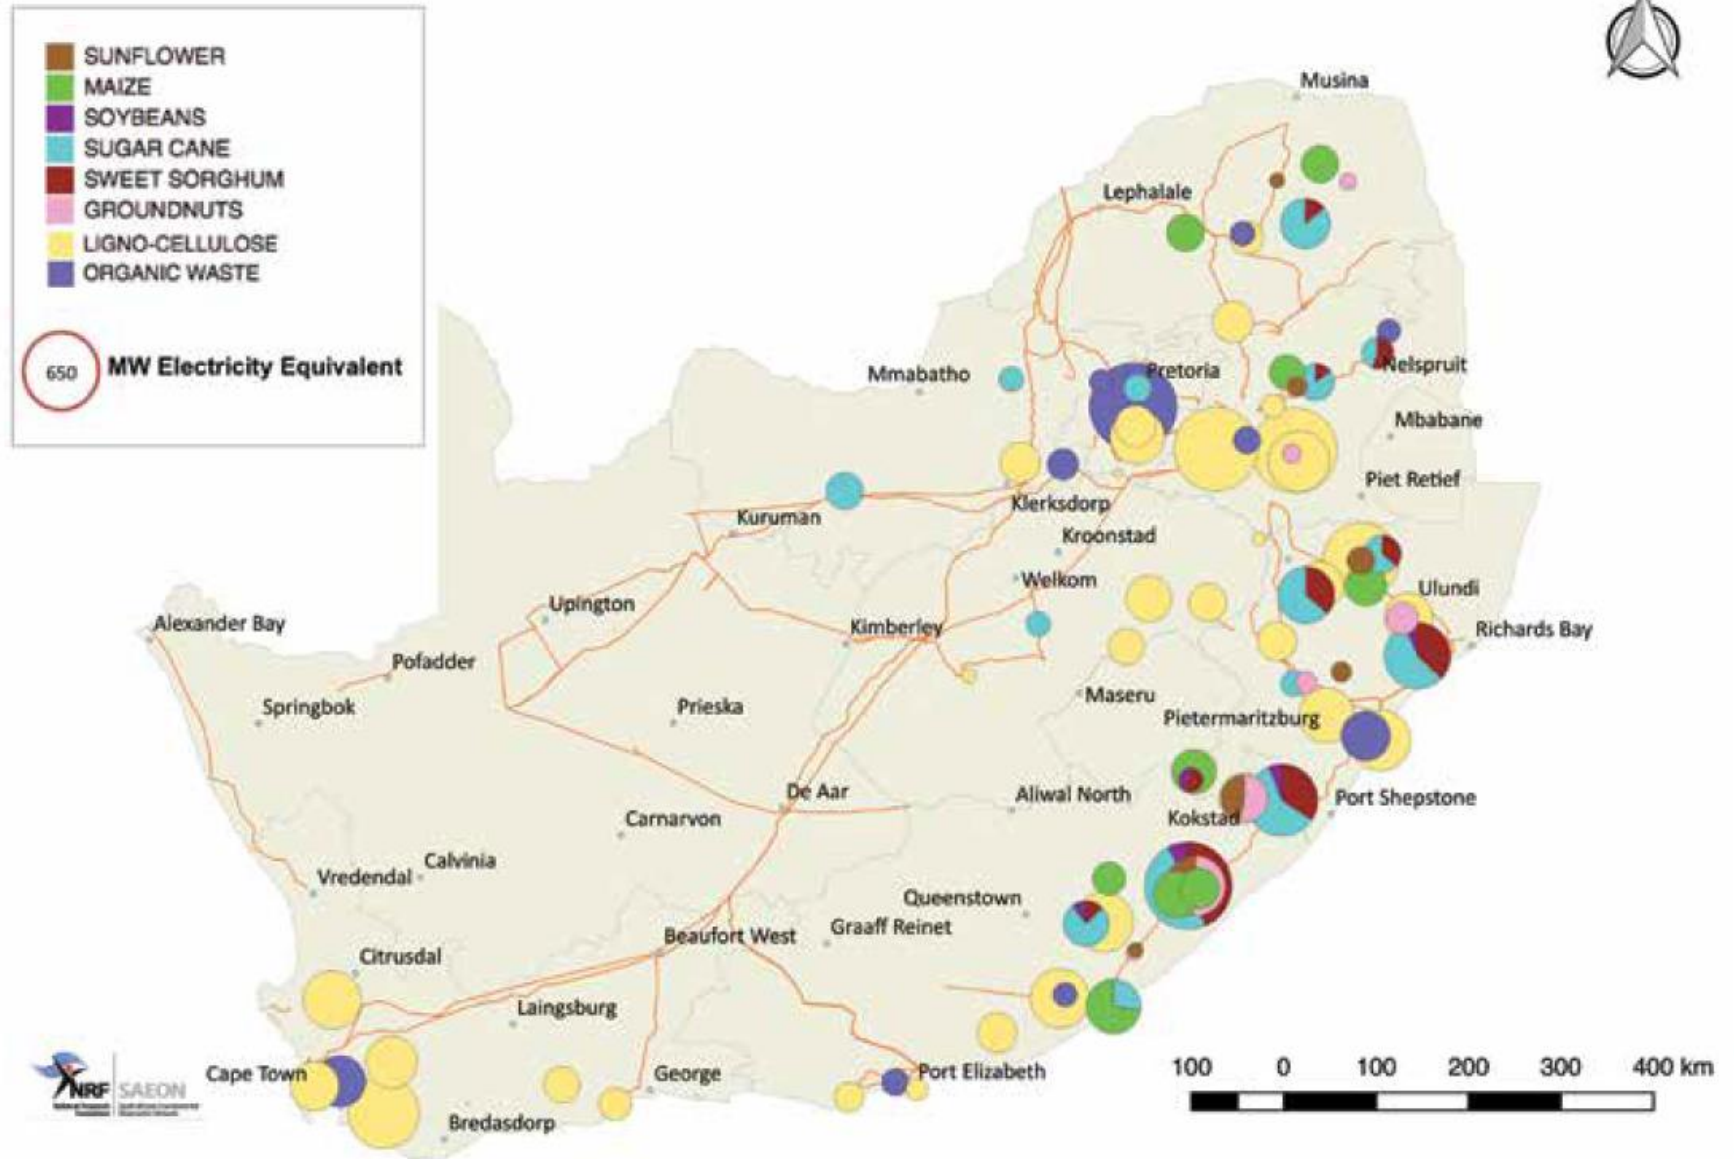 SUNFLOWER
MAIZE
SOYBEANS
SUGAR CANE
SWEET SORGHUM
GROUNDNUTS
LIGNO-CELLULOSE
ORGANIC WASTE
650 MW Electricity Equivalent
Musina
Lephalale
Mmabatho
Pretoria
Nelspruit
Mbabane
Piet Retief
Klerksdorp
Kuruman
Kroonstad
Welkom
Ulundi
Upington
Alexander Bay
Kimberley
Richards Bay
Pofadder
Springbok
Prieska
Maseru
Pietermaritzburg
De Aar
Aliwal North
Port Shepstone
Carnarvon
Kokstad
Calvinia
Vredendal
Queenstown
Graaff Reinet
Beaufort West
Citrusdal
Laingsburg
Cape Town
George
Port Elizabeth
Bredasdorp
100 0 100 200 300 400 km
NRF SAEON